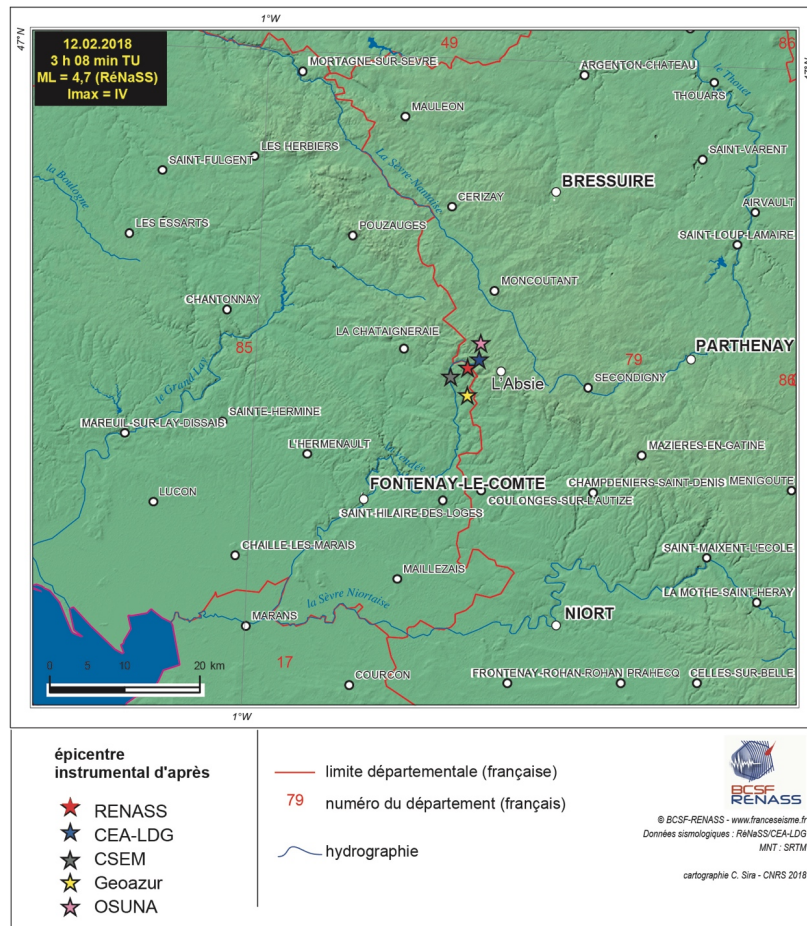 1°W
47°N
12.02.2018
3 h 08 min TU
ML = 4,7 (RéNaSS)
Imax = IV
49
86
MORTAGNE-SUR-SEVRE
ARGENTON-CHATEAU
47°N
le Thouet
THOUARS
MAULEON
LES HERBIERS
la Sèvre-Nantaise
SAINT-VARENT
SAINT-FULGENT
la Boulogne
BRESSUIRE
CERIZAY
AIRVAULT
LES ESSARTS
POUZAUGES
SAINT-LOUP-LAMAIRE
MONCOUTANT
CHANTONNAY
LA CHATAIGNERAIE
85
PARTHENAY
79
le Grand-Lay
L'Absie
86
SECONDIGNY
SAINTE-HERMINE
MAREUIL-SUR-LAY-DISSAIS
L'HERMENAULT
la Vendée
MAZIERES-EN-GATINE
FONTENAY-LE-COMTE
CHAMPDENIERS-SAINT-DENIS
MENIGOUTE
LUCON
COULONGES-SUR-L'AUTIZE
SAINT-HILAIRE-DES-LOGES
CHAILLE-LES-MARAIS
SAINT-MAIXENT-L'ECOLE
MAILLEZAIS
la Sèvre Niortaise
LA MOTHE-SAINT-HERAY
MARANS
NIORT
0 5 10 20 km
17
COURCON
FRONTENAY-ROHAN-ROHAN
PRAHECQ
CELLES-SUR-BELLE
1°W
épicentre
instrumental d'après
RENASS
CEA-LDG
CSEM
Geoazur
OSUNA
limite départementale (française)
79 numéro du département (français)
hydrographie
BCSF
RENASS
© BCSF-RENASS - www.franceseisme.fr
Données sismologiques : RéNaSS/CEA-LDG
MNT : SRTM
cartographie C. Sira - CNRS 2018